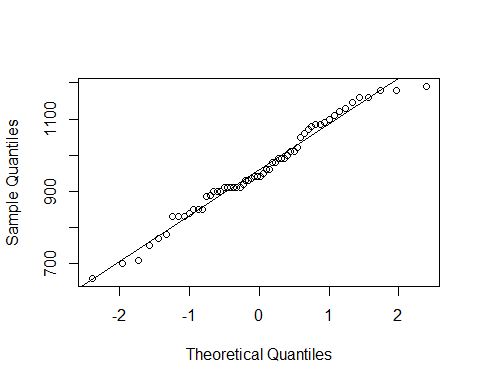 1100
900
700
Sample Quantiles
-2 -1 0 1 2
Theoretical Quantiles